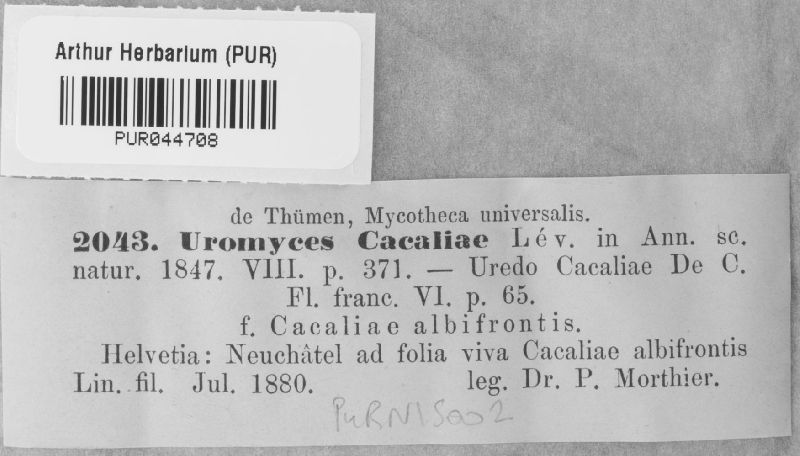 Arthur Herbarium (PUR)
PUR044708
de Thümen, Mycotheca universalis.
2043. Uromyces Cacaliae Lév. in Ann. sc.
natur. 1847. VIII. p. 371. — Uredo Cacaliae De C.
Fl. franc. VI. p. 65.
f. Cacaliae albifrontis.
Helvetia: Neuchâtel ad folia viva Cacaliae albifrontis
Lin. fil. Jul. 1880. leg. Dr. P. Morthier.